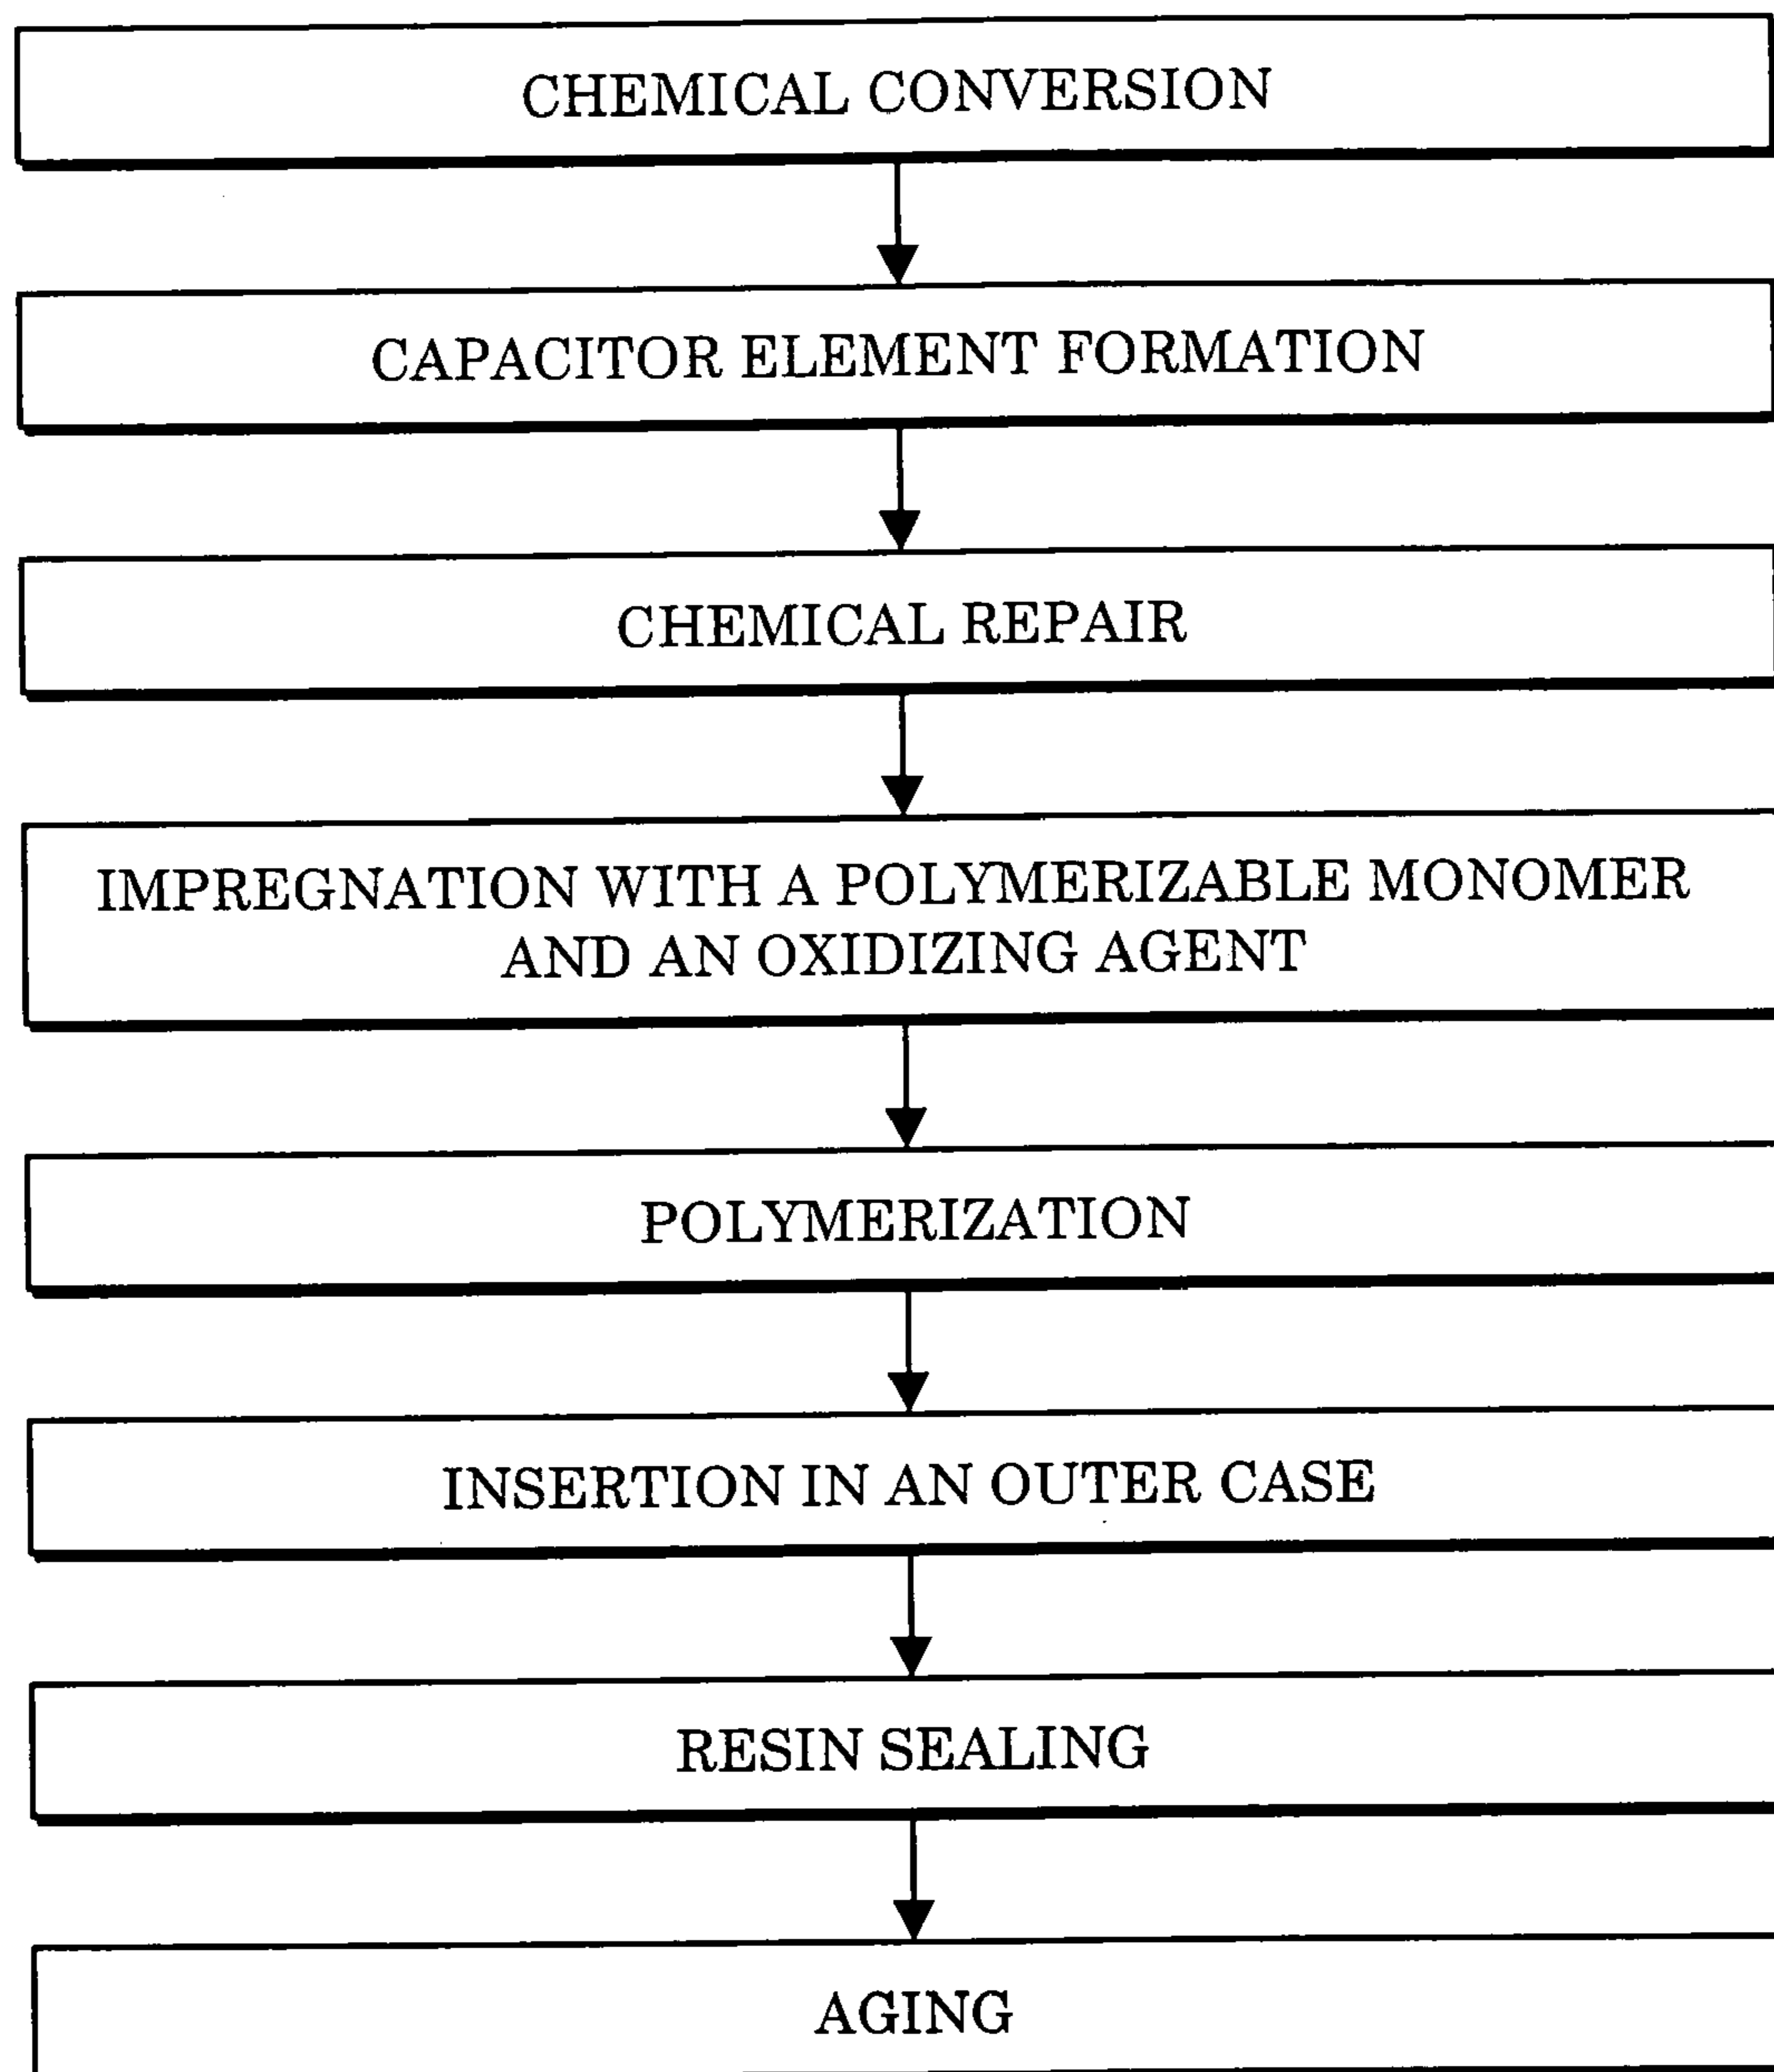 CHEMICAL CONVERSION
CAPACITOR ELEMENT FORMATION
CHEMICAL REPAIR
IMPREGNATION WITH A POLYMERIZABLE MONOMER
AND AN OXIDIZING AGENT
POLYMERIZATION
INSERTION IN AN OUTER CASE
RESIN SEALING
AGING